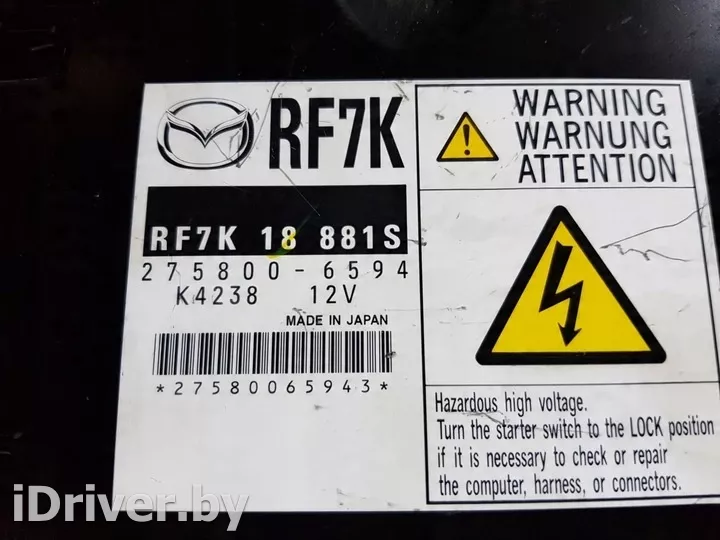 RF7K
RF7K 18 881S
275800-6594
K4238 12V
MADE IN JAPAN
*27580065943*
WARNING
WARNUNG
ATTENTION
Hazardous high voltage.
Turn the starter switch to the LOCK position
if it is necessary to check or repair
the computer, harness, or connectors.
iDriver.by